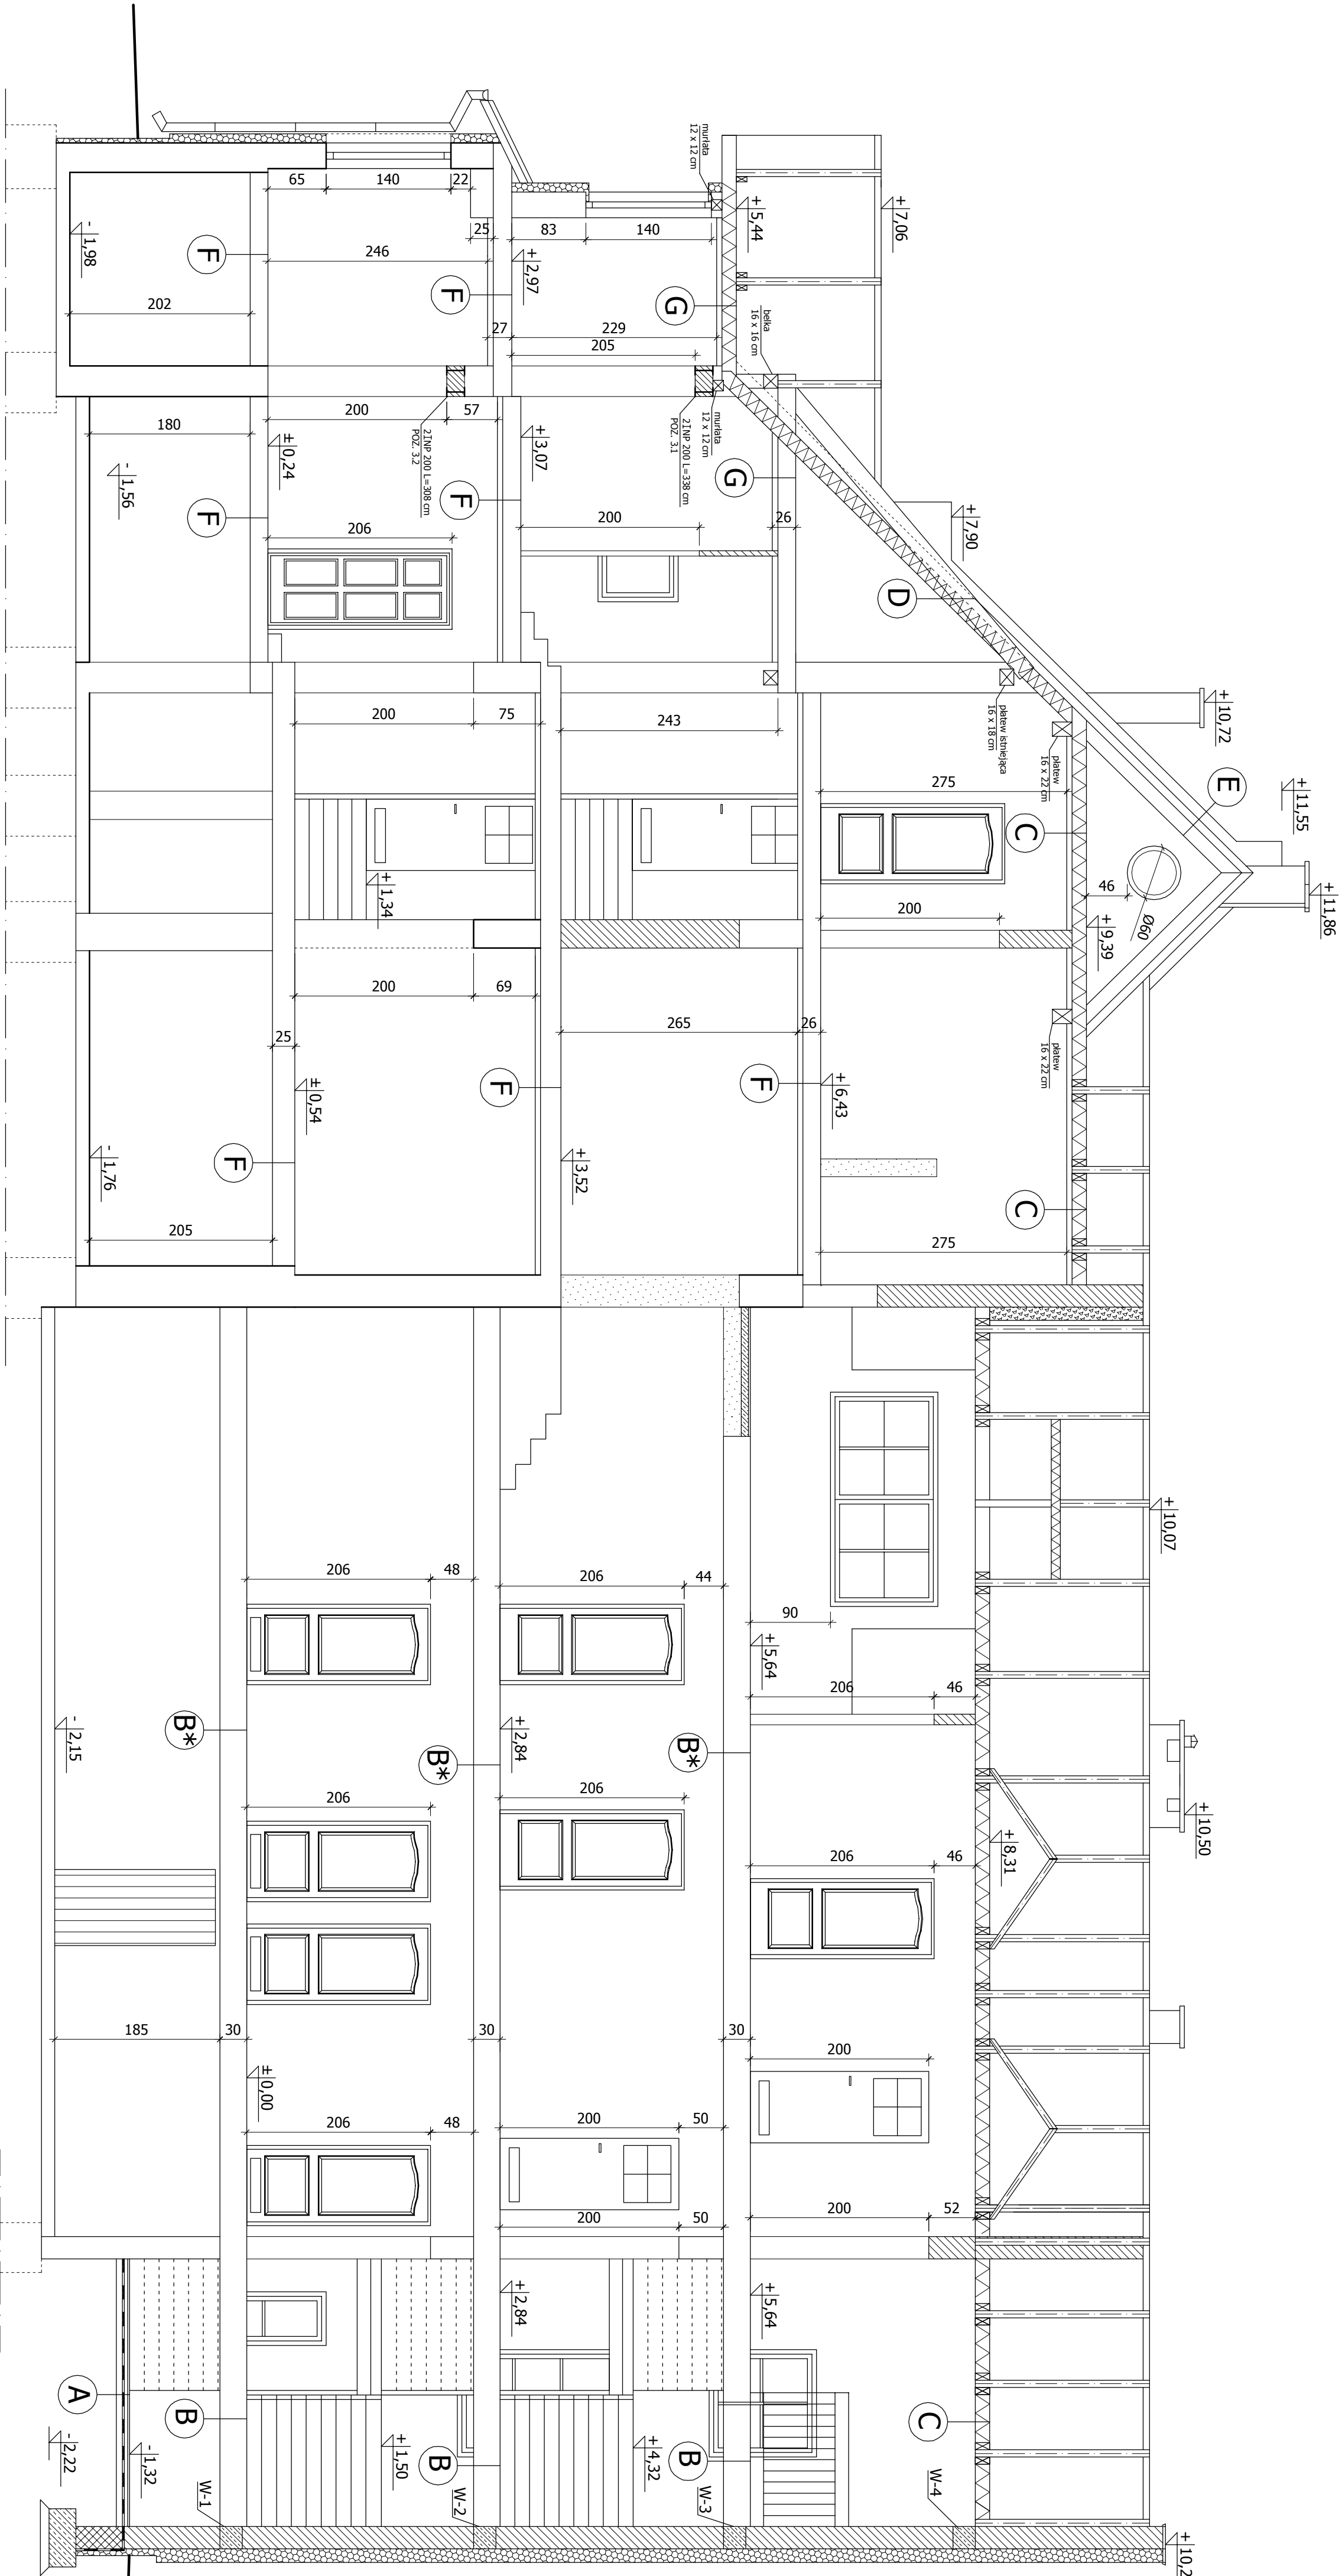 + 7,06
murłata
12 x 12 cm
+ 5,44
65
140
22
25
83
140
- 1,98
F
246
F
+ 2,97
G
belka
16 x 16 cm
202
27
229
205
murłata
12 x 12 cm
180
200
57
2INP 200 L=308 cm
POZ. 3.2
2INP 200 L=338 cm
POZ. 3.1
± 0,24
+ 3,07
- 1,56
F
F
G
200
26
206
+ 7,90
D
+ 10,72
płatew istniejąca
16 x 18 cm
płatew
16 x 22 cm
200
75
243
275
E
+ 11,55
C
+ 11,86
46
Ø60
+ 1,34
200
+ 9,39
200
69
25
265
26
płatew
16 x 22 cm
± 0,54
F
F
+ 6,43
- 1,76
F
+ 3,52
C
205
275
+ 10,07
206
48
206
44
90
+ 5,64
206
46
- 2,15
B*
B*
+ 2,84
B*
+ 10,50
206
206
+ 8,31
206
46
185
30
30
30
± 0,00
200
206
48
200
50
200
50
200
52
+ 2,84
+ 5,64
A
B
B
B
C
- 2,22
- 1,32
+ 1,50
+ 4,32
W-1
W-2
W-3
W-4